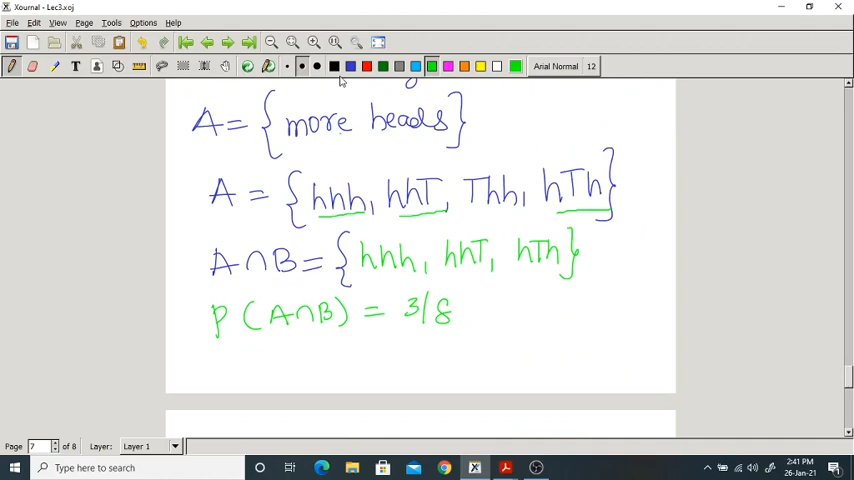 Xournal - Lec3.xoj
File Edit View Page Tools Options Help
T Arial Normal 12
A = { more heads }
A = { hhh, hhT, Thh, hTh }
A ∩ B = { hhh, hhT, hTh }
P (A∩B) = 3/8
Page 7 of 8 Layer: Layer 1
Type here to search
2:41 PM
26-Jan-21